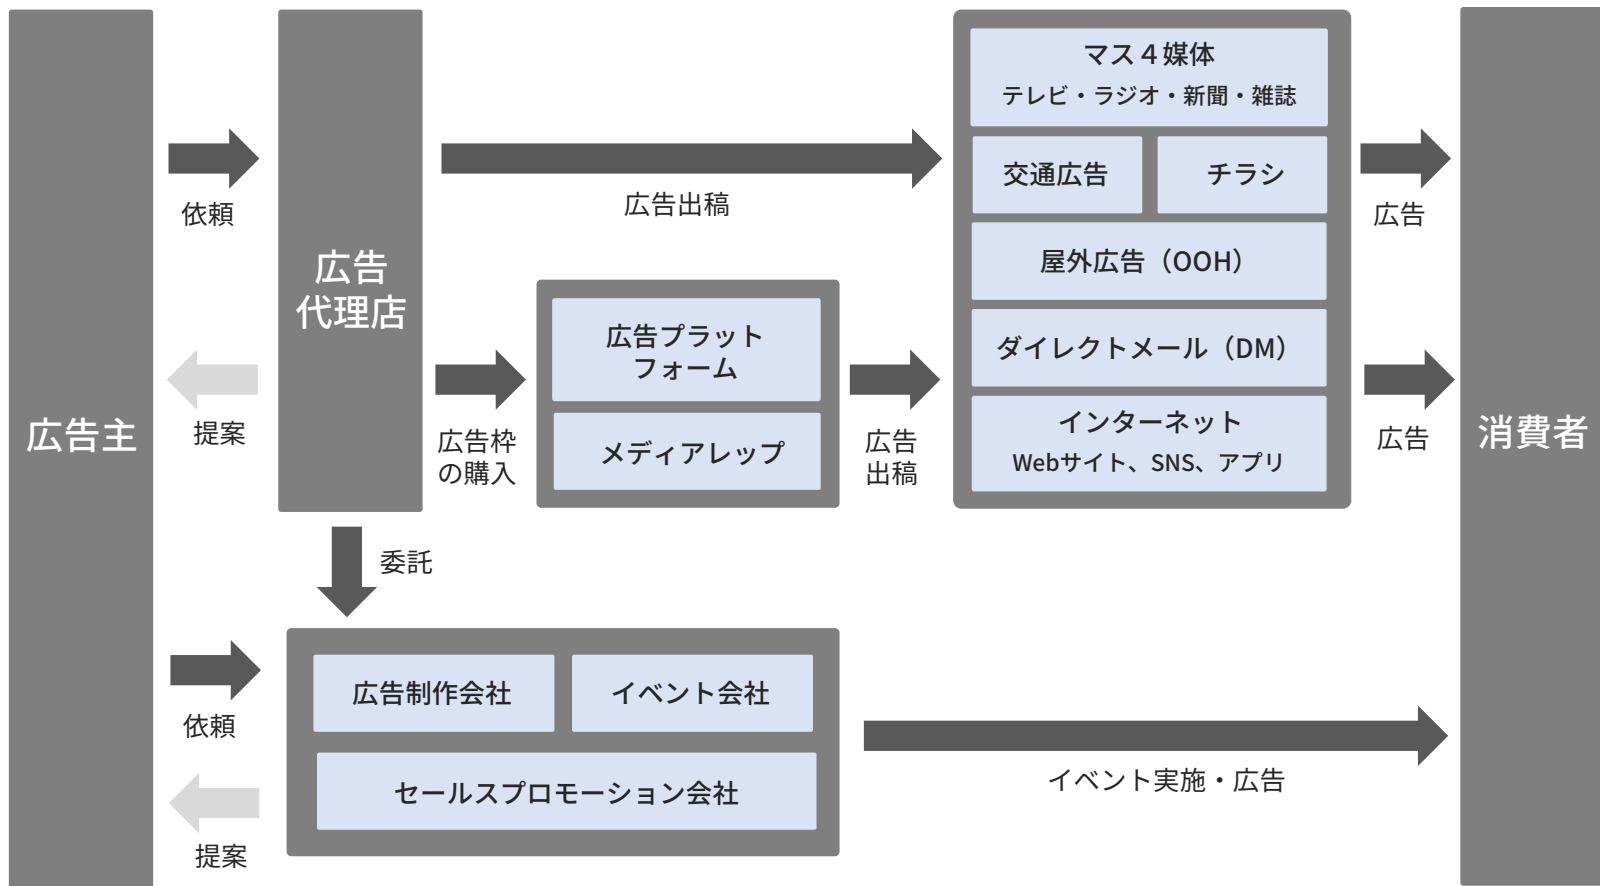 広告主
依頼
提案
依頼
提案
広告
代理店
広告出稿
広告枠
の購入
委託
広告プラット
フォーム
メディアレップ
広告
出稿
マス４媒体
テレビ・ラジオ・新聞・雑誌
交通広告
チラシ
屋外広告（OOH）
ダイレクトメール（DM）
インターネット
Webサイト、SNS、アプリ
広告
広告
消費者
広告制作会社
イベント会社
セールスプロモーション会社
イベント実施・広告